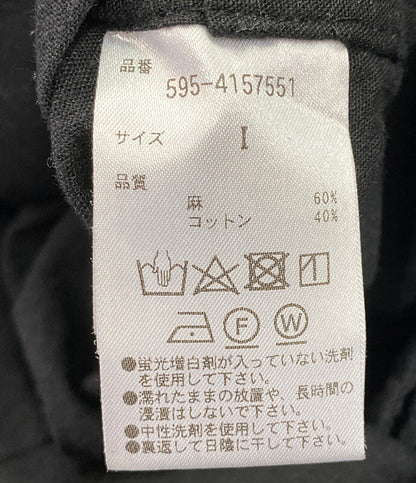 品番
595-4157551
サイズ I
品質
麻 60%
コットン 40%
F W
●蛍光増白剤が入っていない洗剤
を使用して下さい。
●濡れたままの放置や、長時間の
浸漬はしないで下さい。
●中性洗剤を使用して下さい。
●裏返して日陰に干して下さい。